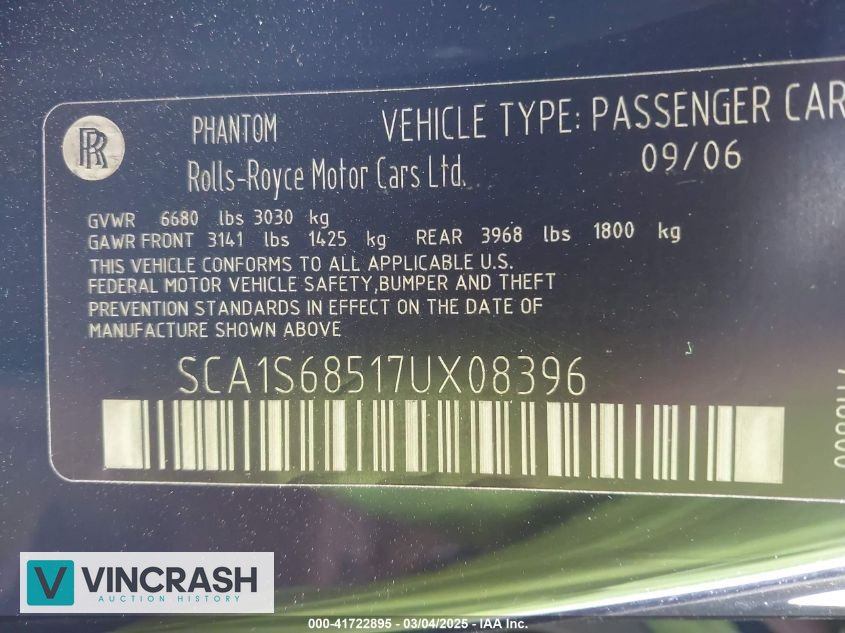 RR
PHANTOM
Rolls-Royce Motor Cars Ltd.
VEHICLE TYPE: PASSENGER CAR
09/06
GVWR 6680 lbs 3030 kg
GAWR FRONT 3141 lbs 1425 kg REAR 3968 lbs 1800 kg
THIS VEHICLE CONFORMS TO ALL APPLICABLE U.S.
FEDERAL MOTOR VEHICLE SAFETY,BUMPER AND THEFT
PREVENTION STANDARDS IN EFFECT ON THE DATE OF
MANUFACTURE SHOWN ABOVE
SCA1S68517UX08396
V VINCRASH
AUCTION HISTORY
000-41722895 - 03/04/2025 - IAA Inc.